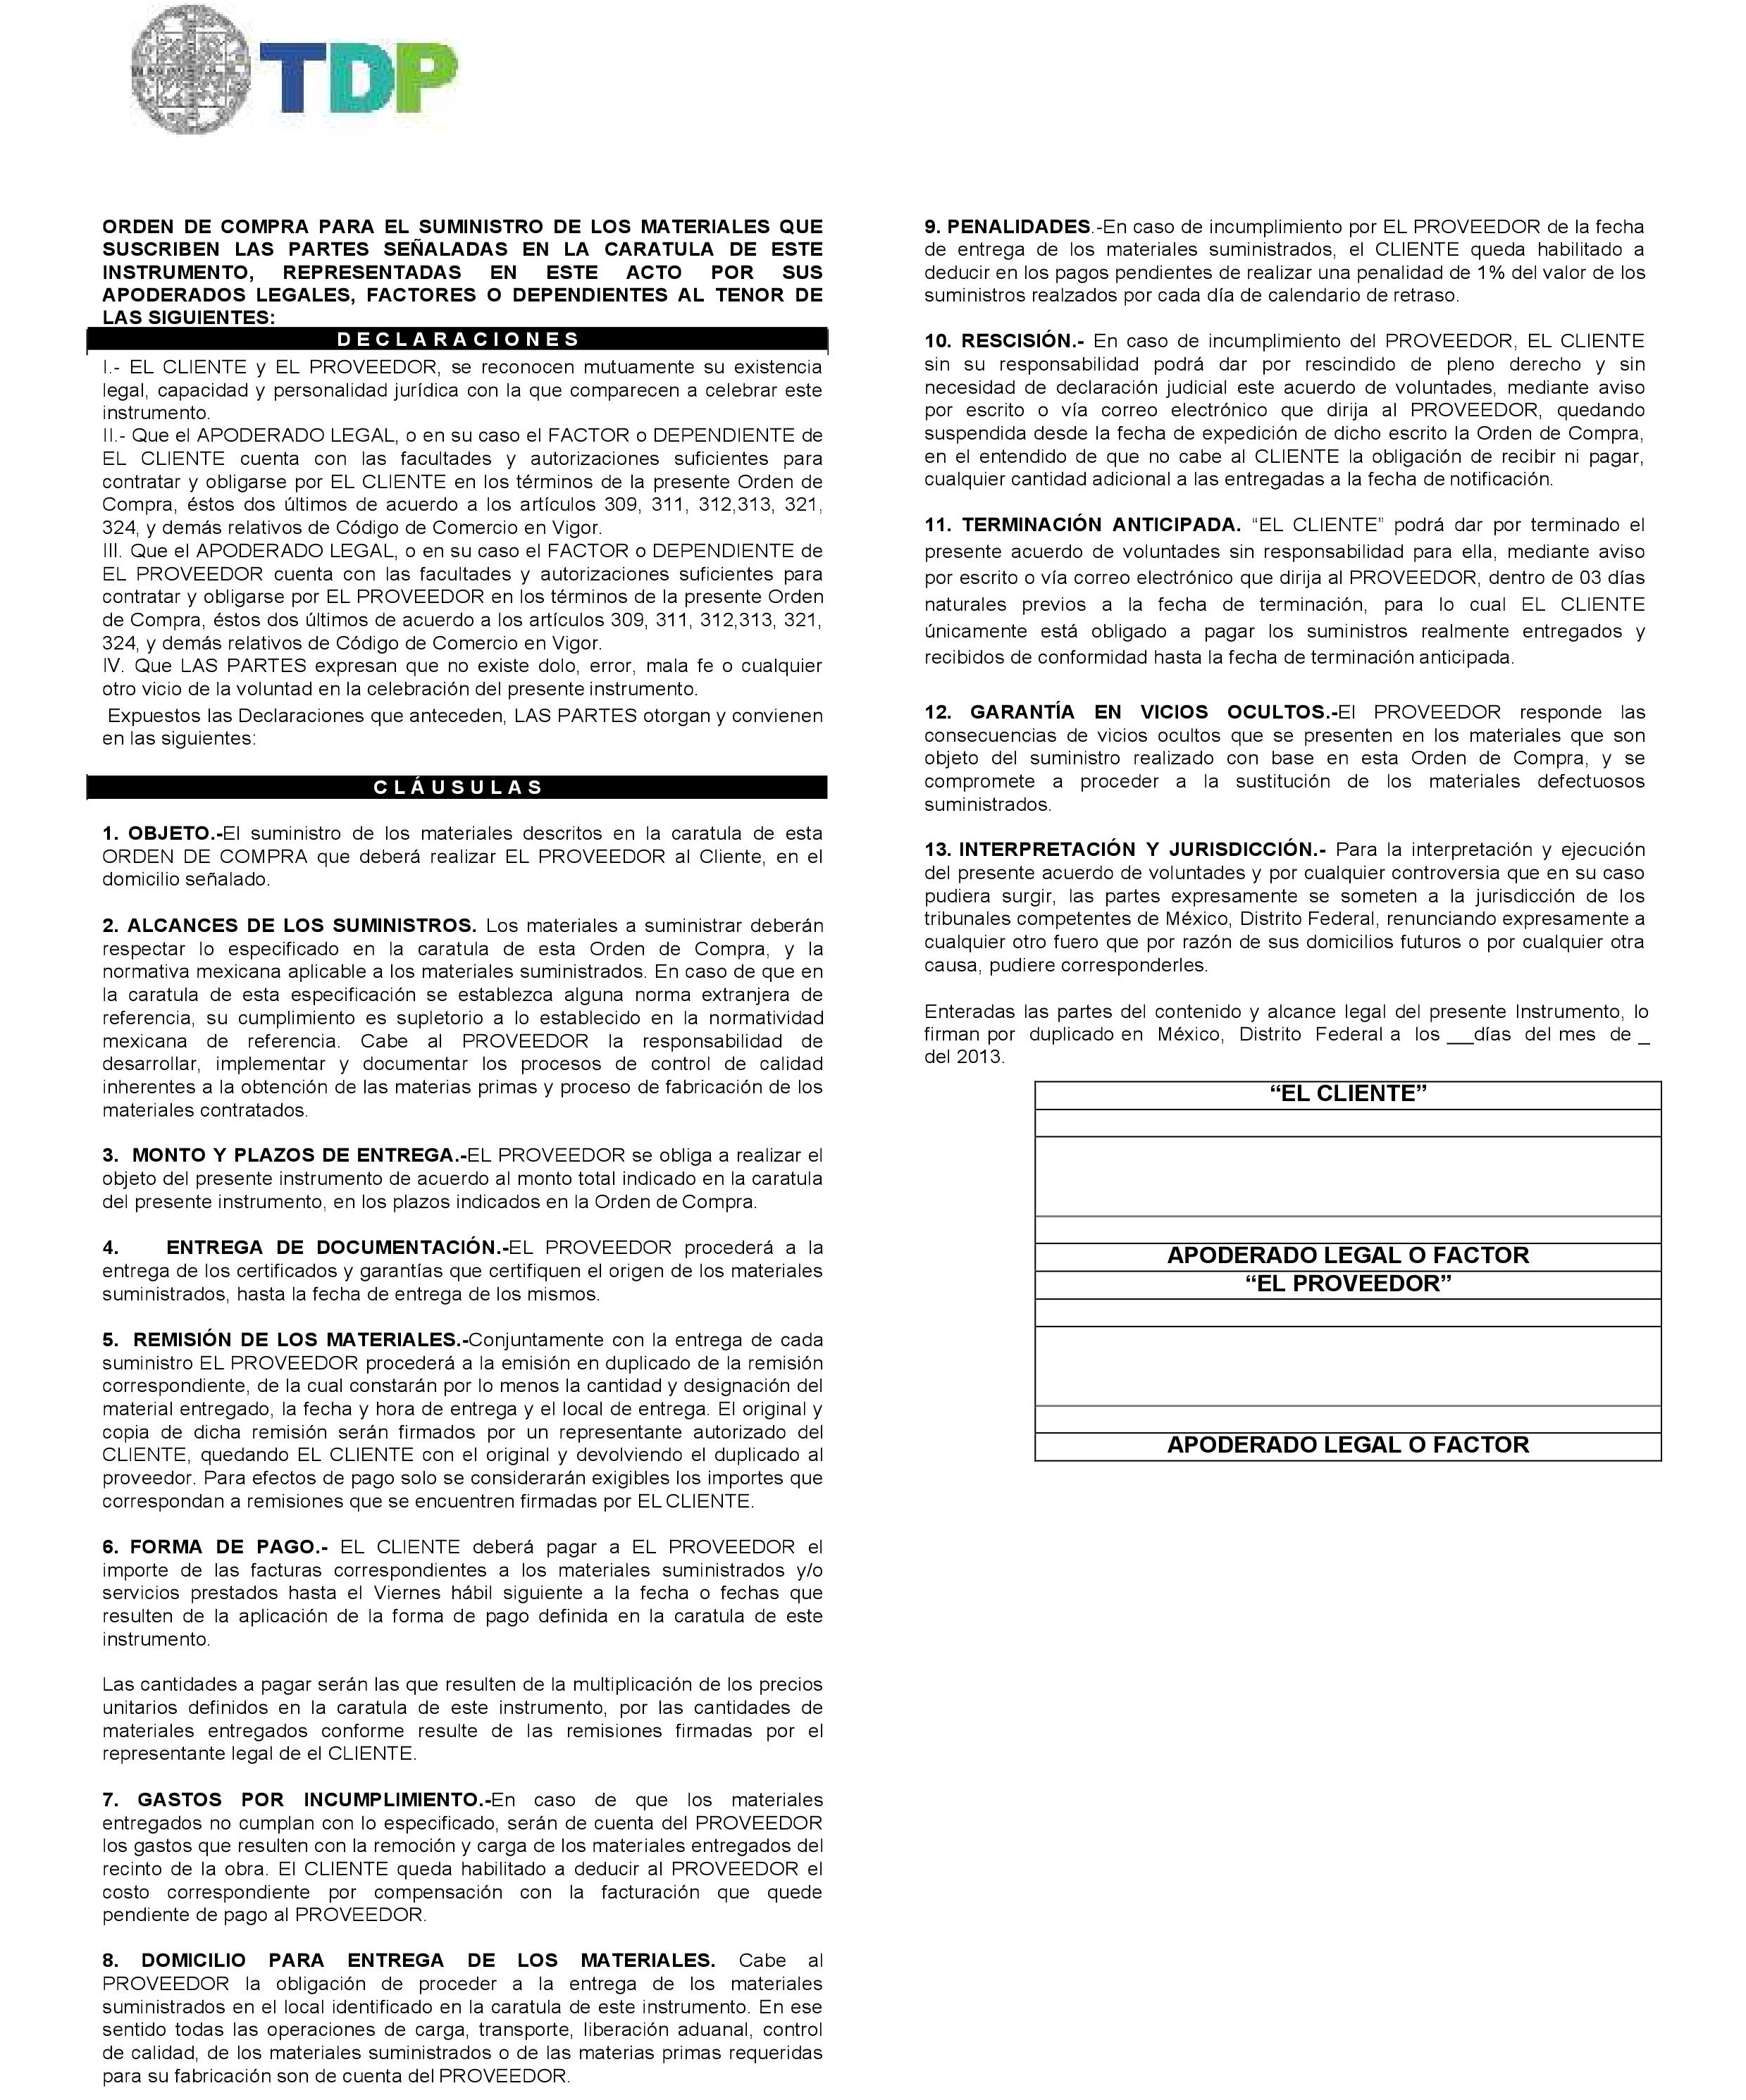 TDP
ORDEN DE COMPRA PARA EL SUMINISTRO DE LOS MATERIALES QUE
SUSCRIBEN LAS PARTES SEÑALADAS EN LA CARATULA DE ESTE
INSTRUMENTO, REPRESENTADAS EN ESTE ACTO POR SUS
APODERADOS LEGALES, FACTORES O DEPENDIENTES AL TENOR DE
LAS SIGUIENTES:
DECLARACIONES
I.- EL CLIENTE y EL PROVEEDOR, se reconocen mutuamente su existencia
legal, capacidad y personalidad jurídica con la que comparecen a celebrar este
instrumento.
II.- Que el APODERADO LEGAL, o en su caso el FACTOR o DEPENDIENTE de
EL CLIENTE cuenta con las facultades y autorizaciones suficientes para
contratar y obligarse por EL CLIENTE en los términos de la presente Orden de
Compra, éstos dos últimos de acuerdo a los artículos 309, 311, 312,313, 321,
324, y demás relativos de Código de Comercio en Vigor.
III. Que el APODERADO LEGAL, o en su caso el FACTOR o DEPENDIENTE de
EL PROVEEDOR cuenta con las facultades y autorizaciones suficientes para
contratar y obligarse por EL PROVEEDOR en los términos de la presente Orden
de Compra, éstos dos últimos de acuerdo a los artículos 309, 311, 312,313, 321,
324, y demás relativos de Código de Comercio en Vigor.
IV. Que LAS PARTES expresan que no existe dolo, error, mala fe o cualquier
otro vicio de la voluntad en la celebración del presente instrumento.
Expuestos las Declaraciones que anteceden, LAS PARTES otorgan y convienen
en las siguientes:
CLÁUSULAS
1. OBJETO.-El suministro de los materiales descritos en la caratula de esta
ORDEN DE COMPRA que deberá realizar EL PROVEEDOR al Cliente, en el
domicilio señalado.
2. ALCANCES DE LOS SUMINISTROS. Los materiales a suministrar deberán
respectar lo especificado en la caratula de esta Orden de Compra, y la
normativa mexicana aplicable a los materiales suministrados. En caso de que en
la caratula de esta especificación se establezca alguna norma extranjera de
referencia, su cumplimiento es supletorio a lo establecido en la normatividad
mexicana de referencia. Cabe al PROVEEDOR la responsabilidad de
desarrollar, implementar y documentar los procesos de control de calidad
inherentes a la obtención de las materias primas y proceso de fabricación de los
materiales contratados.
3. MONTO Y PLAZOS DE ENTREGA.-EL PROVEEDOR se obliga a realizar el
objeto del presente instrumento de acuerdo al monto total indicado en la caratula
del presente instrumento, en los plazos indicados en la Orden de Compra.
4. ENTREGA DE DOCUMENTACIÓN.-EL PROVEEDOR procederá a la
entrega de los certificados y garantías que certifiquen el origen de los materiales
suministrados, hasta la fecha de entrega de los mismos.
5. REMISIÓN DE LOS MATERIALES.-Conjuntamente con la entrega de cada
suministro EL PROVEEDOR procederá a la emisión en duplicado de la remisión
correspondiente, de la cual constarán por lo menos la cantidad y designación del
material entregado, la fecha y hora de entrega y el local de entrega. El original y
copia de dicha remisión serán firmados por un representante autorizado del
CLIENTE, quedando EL CLIENTE con el original y devolviendo el duplicado al
proveedor. Para efectos de pago solo se considerarán exigibles los importes que
correspondan a remisiones que se encuentren firmadas por EL CLIENTE.
6. FORMA DE PAGO.- EL CLIENTE deberá pagar a EL PROVEEDOR el
importe de las facturas correspondientes a los materiales suministrados y/o
servicios prestados hasta el Viernes hábil siguiente a la fecha o fechas que
resulten de la aplicación de la forma de pago definida en la caratula de este
instrumento.
Las cantidades a pagar serán las que resulten de la multiplicación de los precios
unitarios definidos en la caratula de este instrumento, por las cantidades de
materiales entregados conforme resulte de las remisiones firmadas por el
representante legal de el CLIENTE.
7. GASTOS POR INCUMPLIMIENTO.-En caso de que los materiales
entregados no cumplan con lo especificado, serán de cuenta del PROVEEDOR
los gastos que resulten con la remoción y carga de los materiales entregados del
recinto de la obra. El CLIENTE queda habilitado a deducir al PROVEEDOR el
costo correspondiente por compensación con la facturación que quede
pendiente de pago al PROVEEDOR.
8. DOMICILIO PARA ENTREGA DE LOS MATERIALES. Cabe al
PROVEEDOR la obligación de proceder a la entrega de los materiales
suministrados en el local identificado en la caratula de este instrumento. En ese
sentido todas las operaciones de carga, transporte, liberación aduanal, control
de calidad, de los materiales suministrados o de las materias primas requeridas
para su fabricación son de cuenta del PROVEEDOR.
9. PENALIDADES.-En caso de incumplimiento por EL PROVEEDOR de la fecha
de entrega de los materiales suministrados, el CLIENTE queda habilitado a
deducir en los pagos pendientes de realizar una penalidad de 1% del valor de los
suministros realzados por cada día de calendario de retraso.
10. RESCISIÓN.- En caso de incumplimiento del PROVEEDOR, EL CLIENTE
sin su responsabilidad podrá dar por rescindido de pleno derecho y sin
necesidad de declaración judicial este acuerdo de voluntades, mediante aviso
por escrito o vía correo electrónico que dirija al PROVEEDOR, quedando
suspendida desde la fecha de expedición de dicho escrito la Orden de Compra,
en el entendido de que no cabe al CLIENTE la obligación de recibir ni pagar,
cualquier cantidad adicional a las entregadas a la fecha de notificación.
11. TERMINACIÓN ANTICIPADA. “EL CLIENTE” podrá dar por terminado el
presente acuerdo de voluntades sin responsabilidad para ella, mediante aviso
por escrito o vía correo electrónico que dirija al PROVEEDOR, dentro de 03 días
naturales previos a la fecha de terminación, para lo cual EL CLIENTE
únicamente está obligado a pagar los suministros realmente entregados y
recibidos de conformidad hasta la fecha de terminación anticipada.
12. GARANTÍA EN VICIOS OCULTOS.-El PROVEEDOR responde las
consecuencias de vicios ocultos que se presenten en los materiales que son
objeto del suministro realizado con base en esta Orden de Compra, y se
compromete a proceder a la sustitución de los materiales defectuosos
suministrados.
13. INTERPRETACIÓN Y JURISDICCIÓN.- Para la interpretación y ejecución
del presente acuerdo de voluntades y por cualquier controversia que en su caso
pudiera surgir, las partes expresamente se someten a la jurisdicción de los
tribunales competentes de México, Distrito Federal, renunciando expresamente a
cualquier otro fuero que por razón de sus domicilios futuros o por cualquier otra
causa, pudiere corresponderles.
Enteradas las partes del contenido y alcance legal del presente Instrumento, lo
firman por duplicado en México, Distrito Federal a los __días del mes de _
del 2013.
“EL CLIENTE”
APODERADO LEGAL O FACTOR
“EL PROVEEDOR”
APODERADO LEGAL O FACTOR